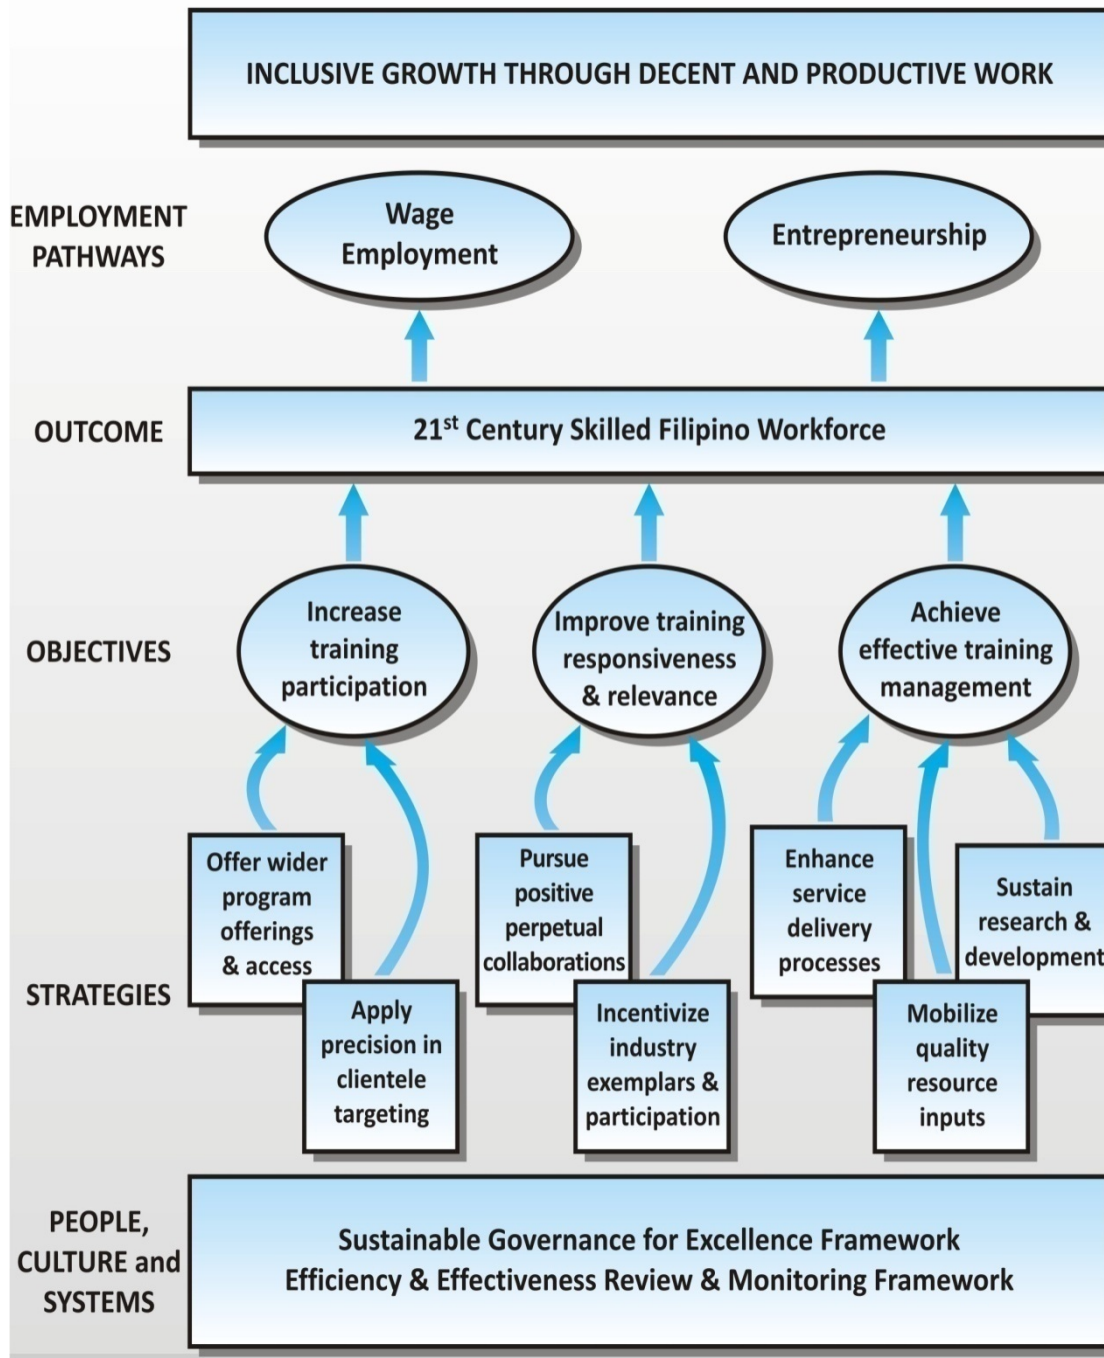 INCLUSIVE GROWTH THROUGH DECENT AND PRODUCTIVE WORK
EMPLOYMENT
PATHWAYS
Wage
Employment
Entrepreneurship
OUTCOME
21st Century Skilled Filipino Workforce
OBJECTIVES
Increase
training
participation
Improve training
responsiveness
& relevance
Achieve
effective training
management
STRATEGIES
Offer wider
program
offerings
& access
Apply
precision in
clientele
targeting
Pursue
positive
perpetual
collaborations
Incentivize
industry
exemplars &
participation
Enhance
service
delivery
processes
Mobilize
quality
resource
inputs
Sustain
research &
development
PEOPLE,
CULTURE and
SYSTEMS
Sustainable Governance for Excellence Framework
Efficiency & Effectiveness Review & Monitoring Framework